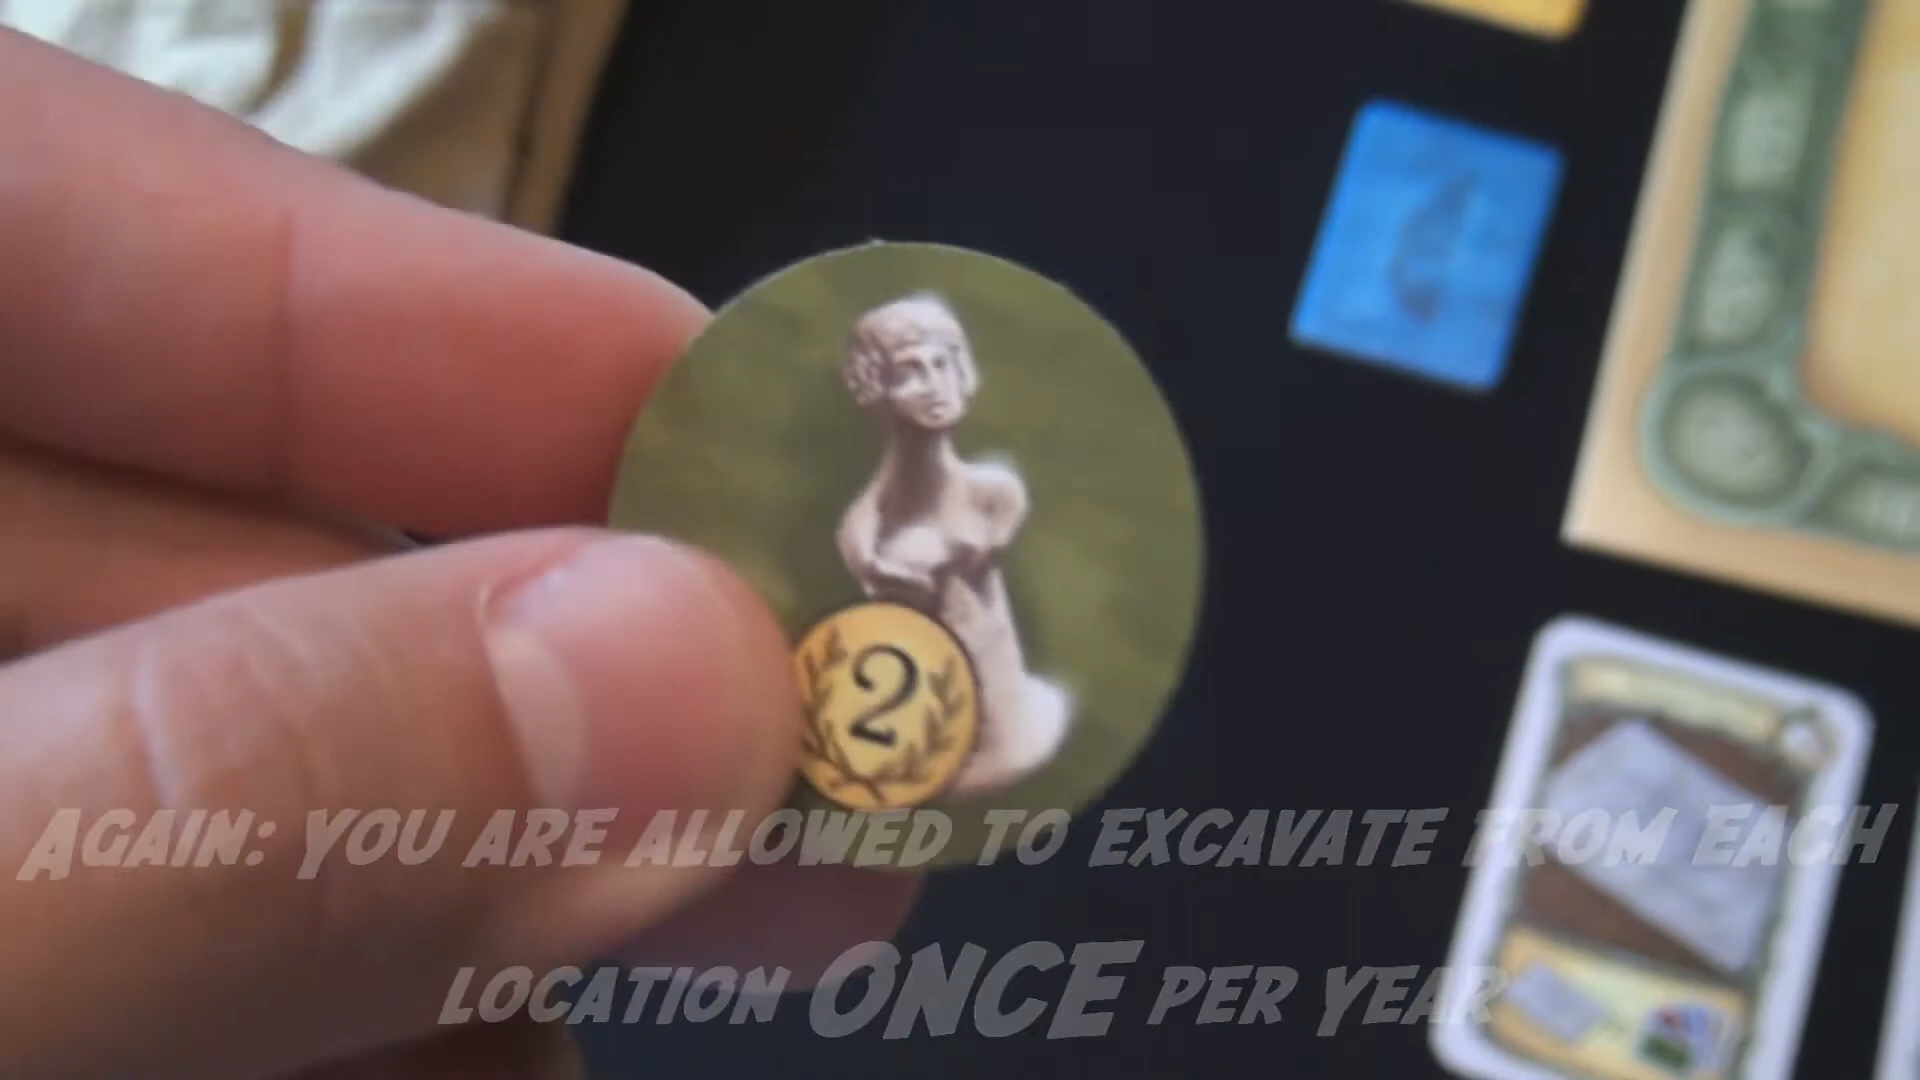 2
Again: You are allowed to excavate from Each
location ONCE per Year